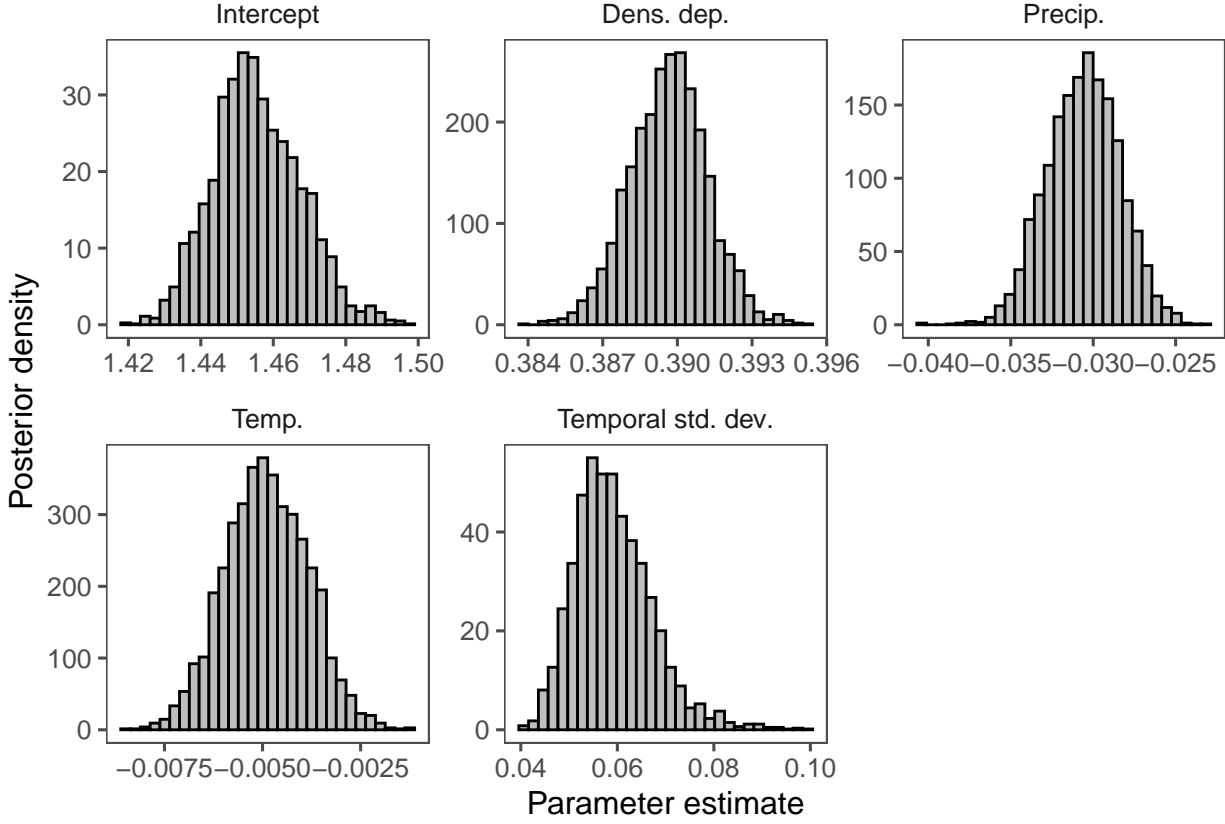 Intercept
Dens. dep.
Precip.
30
20
10
0
1.42 1.44 1.46 1.48 1.50
200
100
0
0.384 0.387 0.390 0.393 0.396
150
100
50
0
−0.040 −0.035 −0.030 −0.025
Posterior density
Temp.
Temporal std. dev.
300
200
100
0
−0.0075 −0.0050 −0.0025
40
20
0
0.04 0.06 0.08 0.10
Parameter estimate